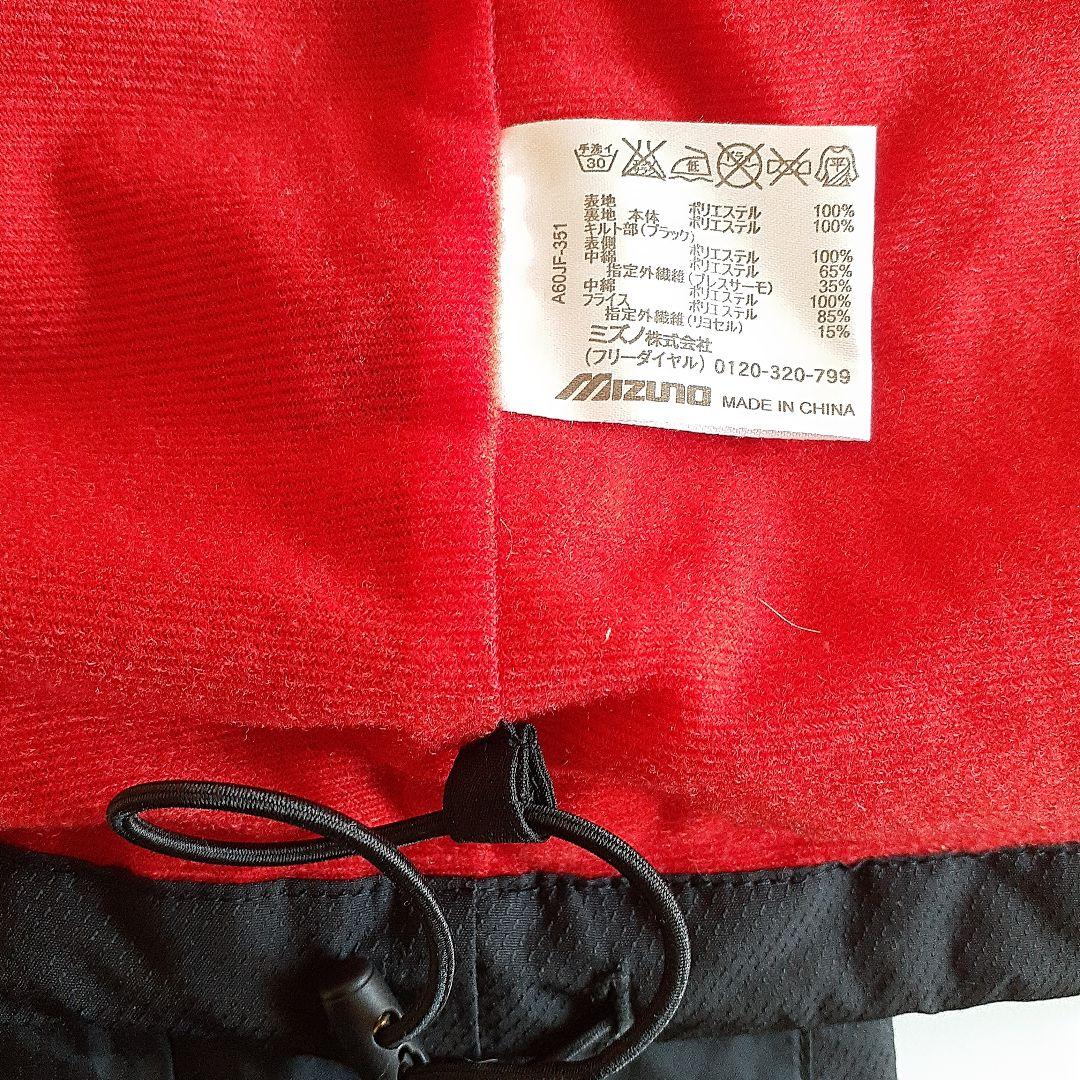 手洗イ
30
低
ドライ
平
A60JF-351
表地 ポリエステル 100%
裏地 本体 ポリエステル 100%
キルト部(ブラック)
表側 ポリエステル 100%
中綿 ポリエステル 65%
指定外繊維(ブレスサーモ) 35%
中綿 ポリエステル 100%
フライス ポリエステル 85%
指定外繊維(リヨセル) 15%
ミズノ株式会社
(フリーダイヤル) 0120-320-799
MIZUNO MADE IN CHINA